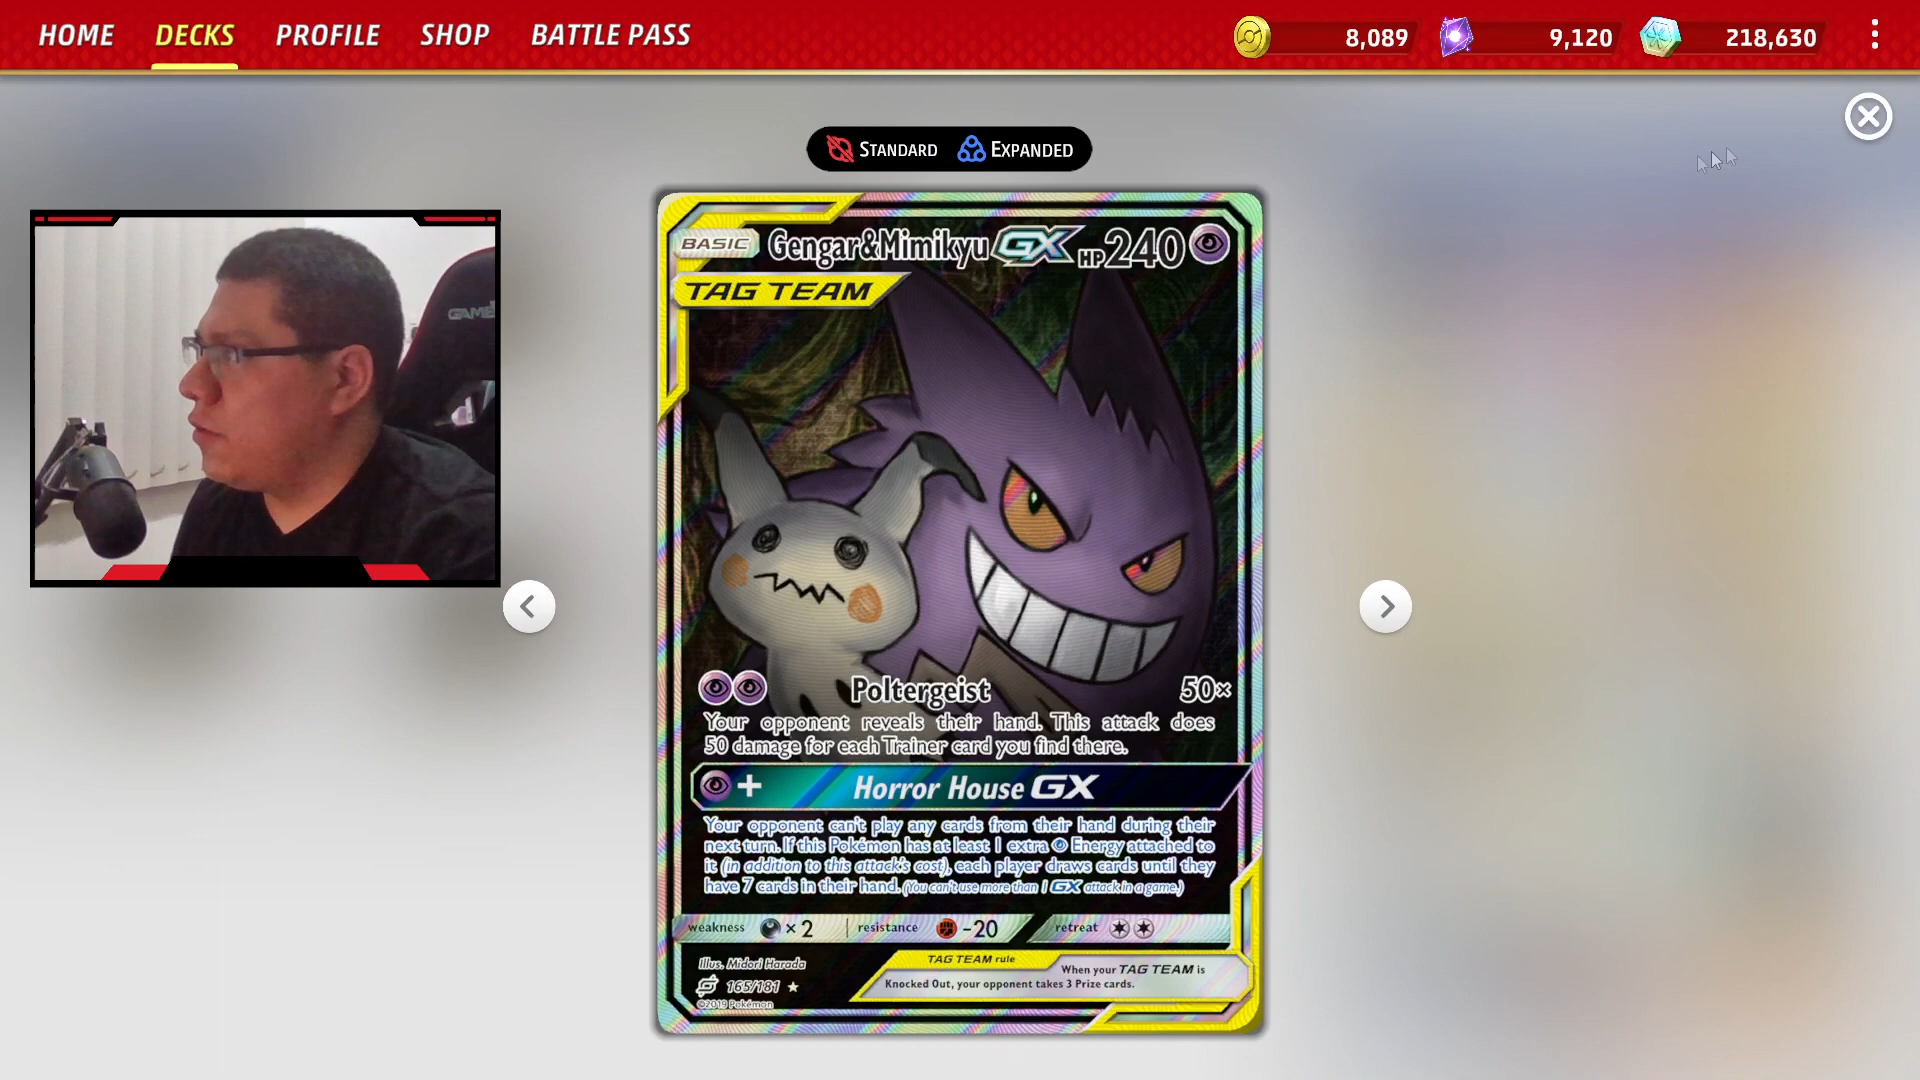 HOME DECKS PROFILE SHOP BATTLE PASS 8,089 9,120 218,630
STANDARD EXPANDED
BASIC Gengar&Mimikyu GX HP 240
TAG TEAM
GAME
Poltergeist 50×
Your opponent reveals their hand. This attack does
50 damage for each Trainer card you find there.
+ Horror House GX
Your opponent can't play any cards from their hand during their
next turn. If this Pokémon has at least 1 extra Energy attached to
it (in addition to this attack's cost), each player draws cards until they
have 7 cards in their hand. (You can't use more than 1 GX attack in a game.)
weakness ×2 resistance -20 retreat
Illus. Midori Harada
165/181
©2019 Pokémon
TAG TEAM rule
When your TAG TEAM is
Knocked Out, your opponent takes 3 Prize cards.